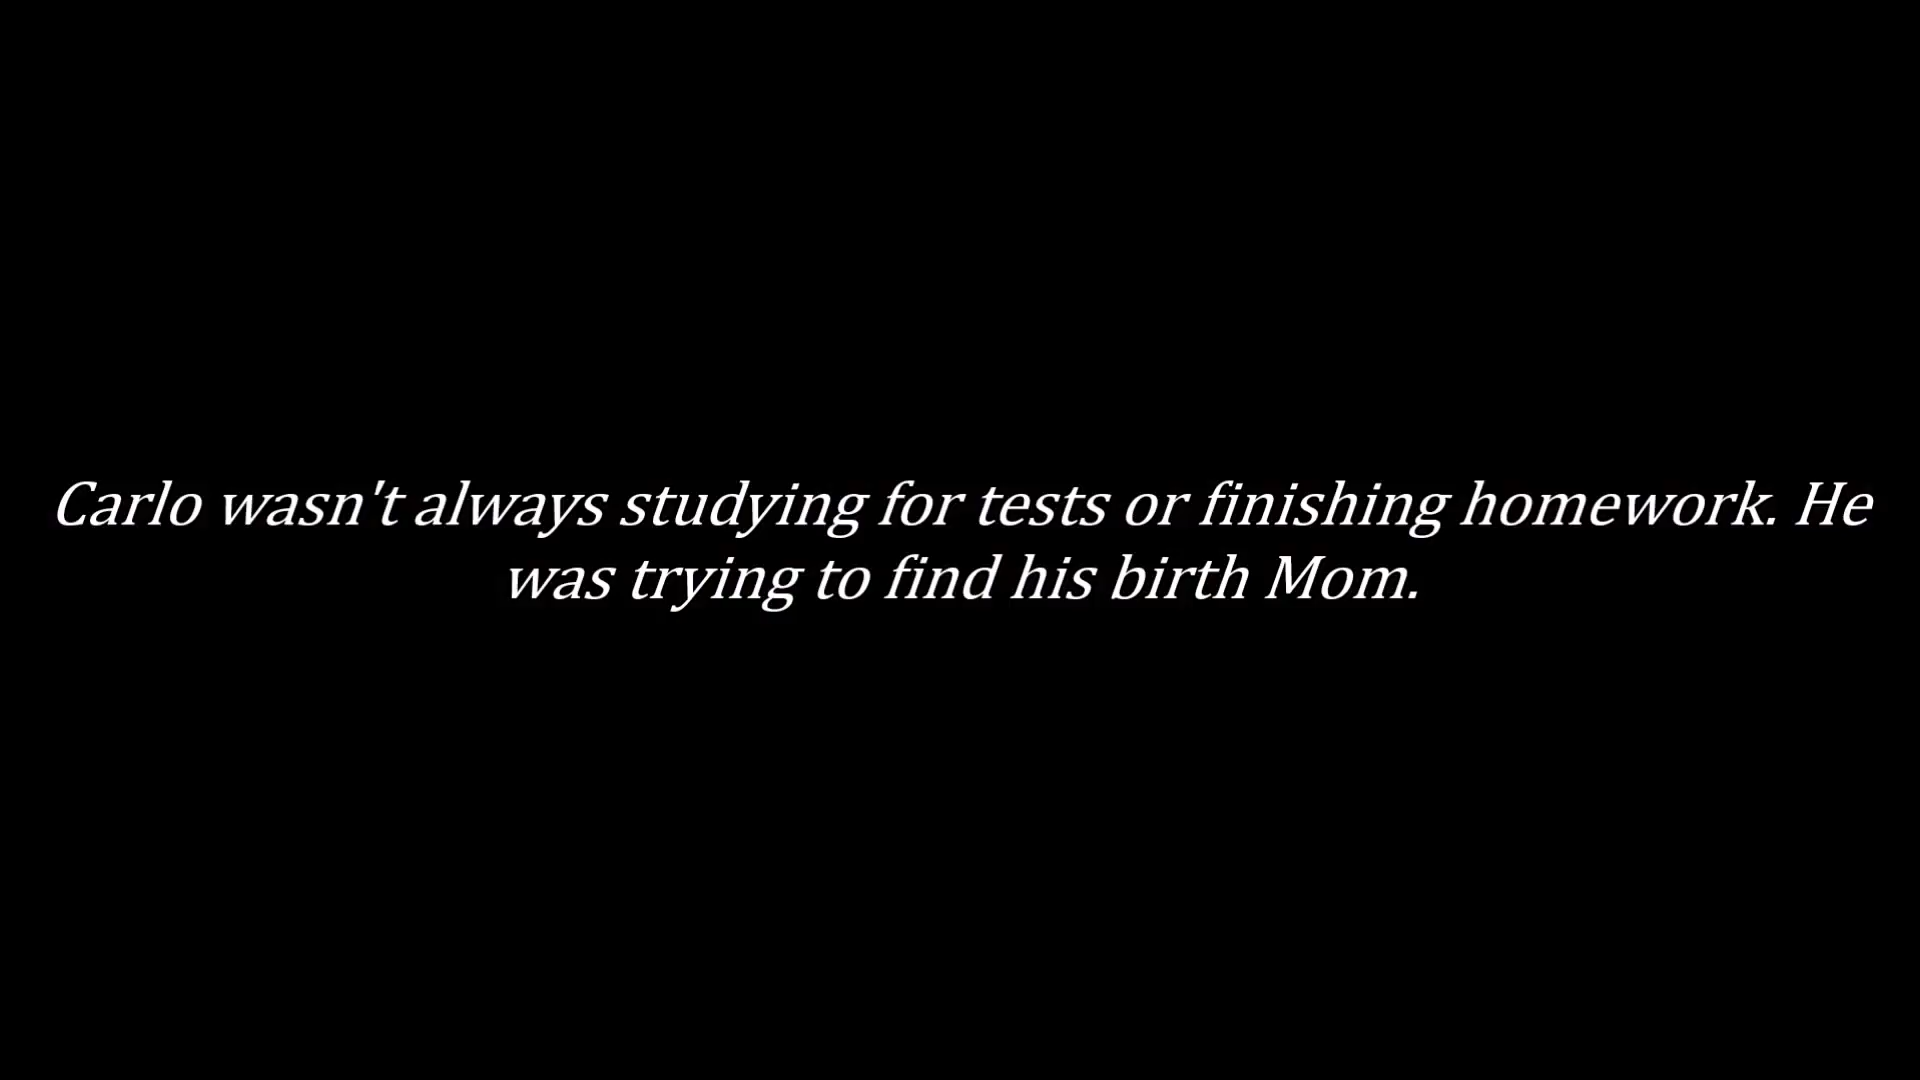 Carlo wasn't always studying for tests or finishing homework. He
was trying to find his birth Mom.